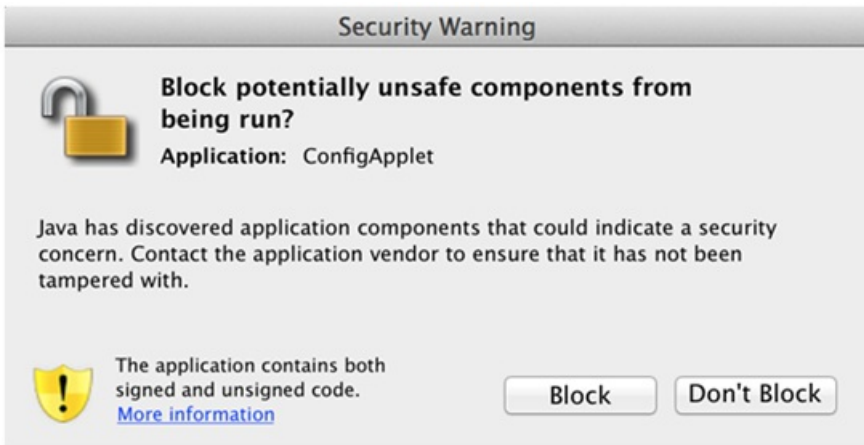 Security Warning
Block potentially unsafe components from
being run?
Application: ConfigApplet
Java has discovered application components that could indicate a security
concern. Contact the application vendor to ensure that it has not been
tampered with.
The application contains both
signed and unsigned code.
More information
Block
Don't Block